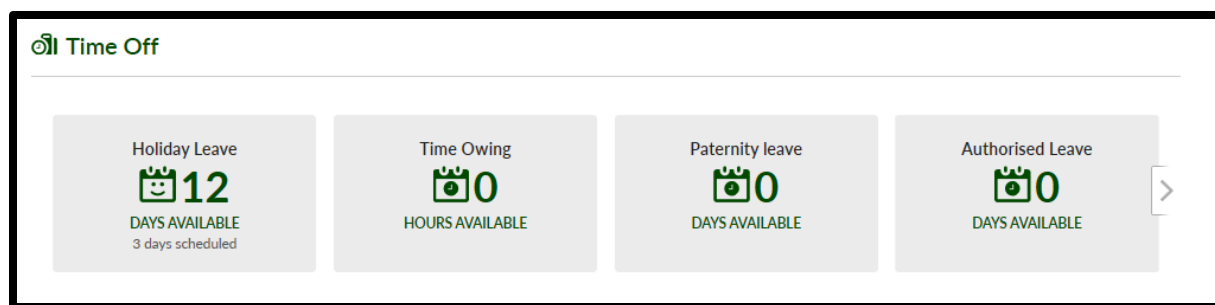 Time Off
Holiday Leave
12
DAYS AVAILABLE
3 days scheduled
Time Owing
0
HOURS AVAILABLE
Paternity leave
0
DAYS AVAILABLE
Authorised Leave
0
DAYS AVAILABLE